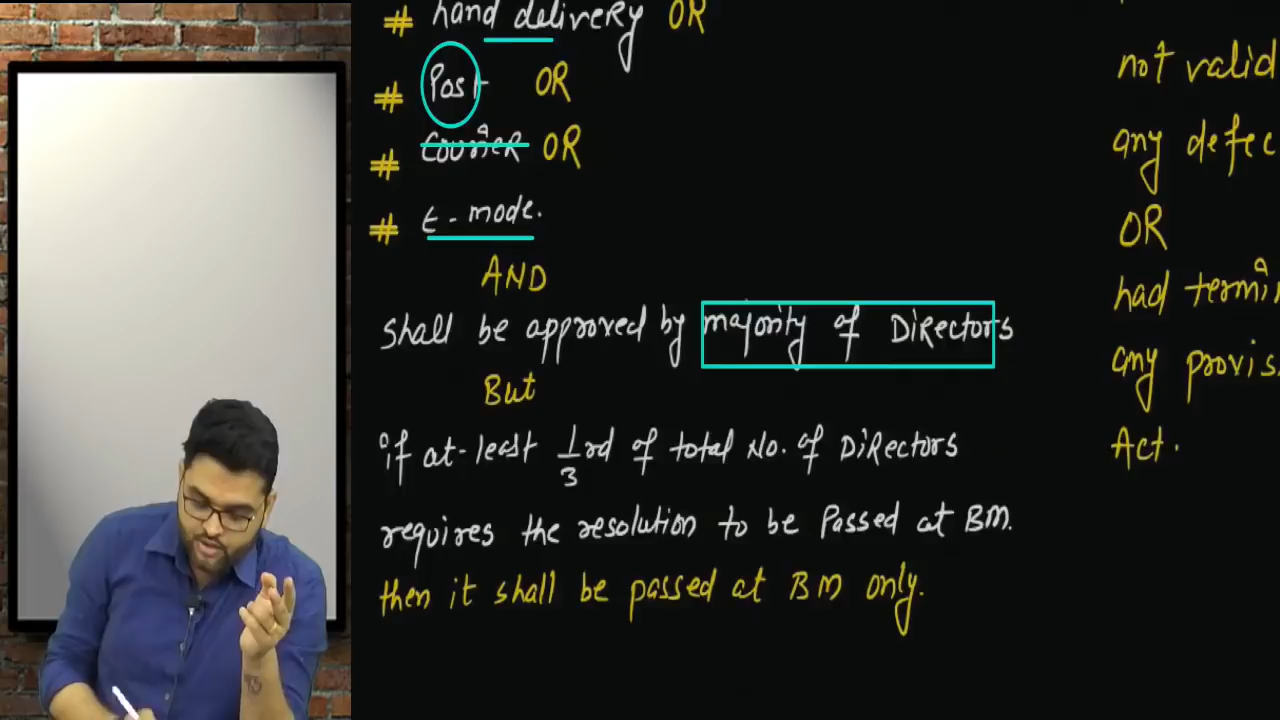 # hand delivery OR
# Post OR
# Courier OR
# E-mode.
AND
shall be approved by majority of Directors
But
if at-least 1/3rd of total No. of Directors
requires the resolution to be Passed at BM.
then it shall be passed at BM only.
not valid
any defec
OR
had termi
any provis
Act.